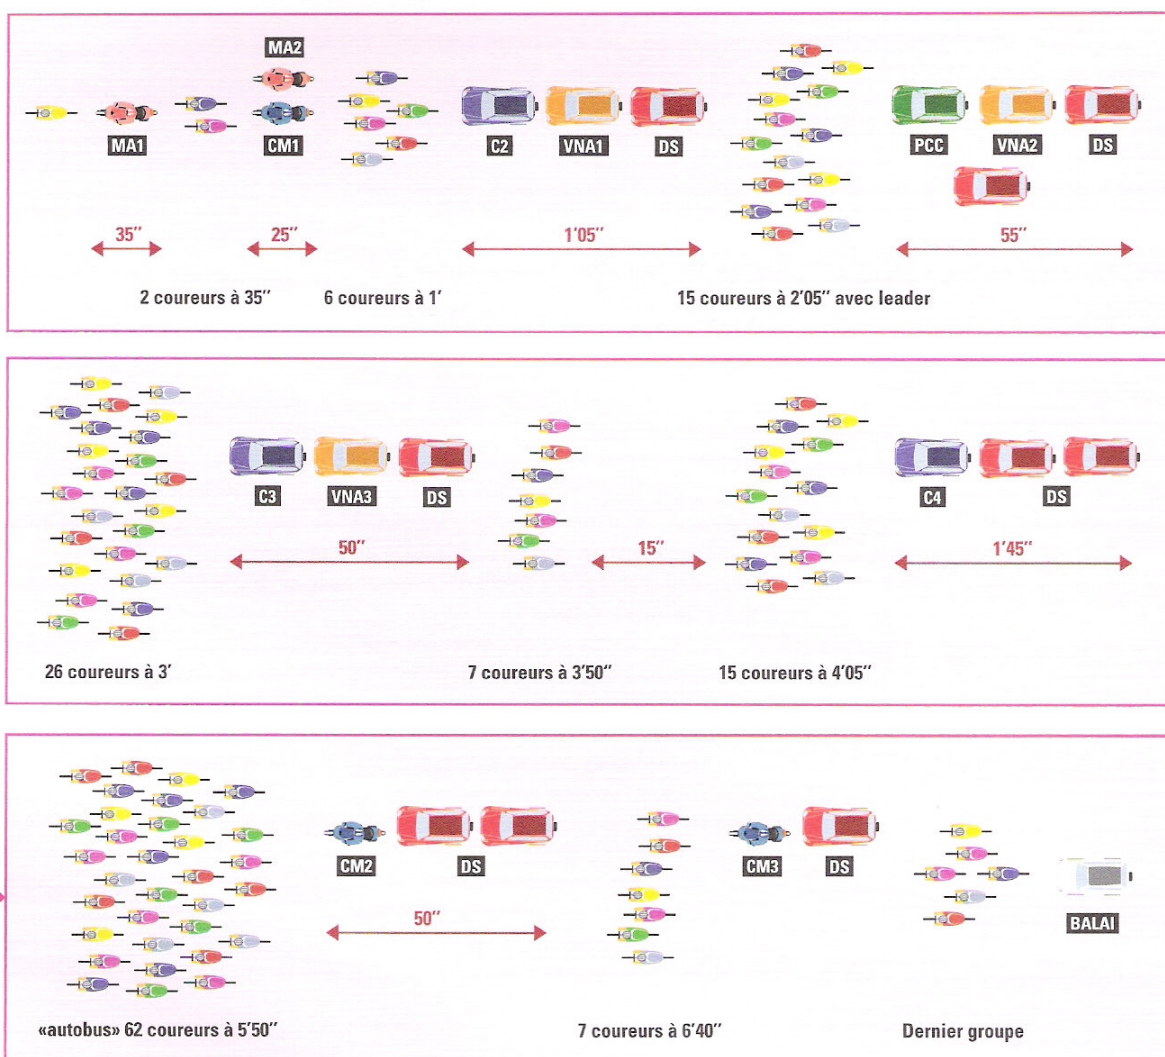 MA2
MA1
CM1
C2
VNA1
DS
PCC
VNA2
DS
35″
25″
1′05″
55″
2 coureurs à 35″
6 coureurs à 1′
15 coureurs à 2′05″ avec leader
C3
VNA3
DS
C4
DS
50″
15″
1′45″
26 coureurs à 3′
7 coureurs à 3′50″
15 coureurs à 4′05″
CM2
DS
CM3
DS
BALAI
50″
«autobus» 62 coureurs à 5′50″
7 coureurs à 6′40″
Dernier groupe